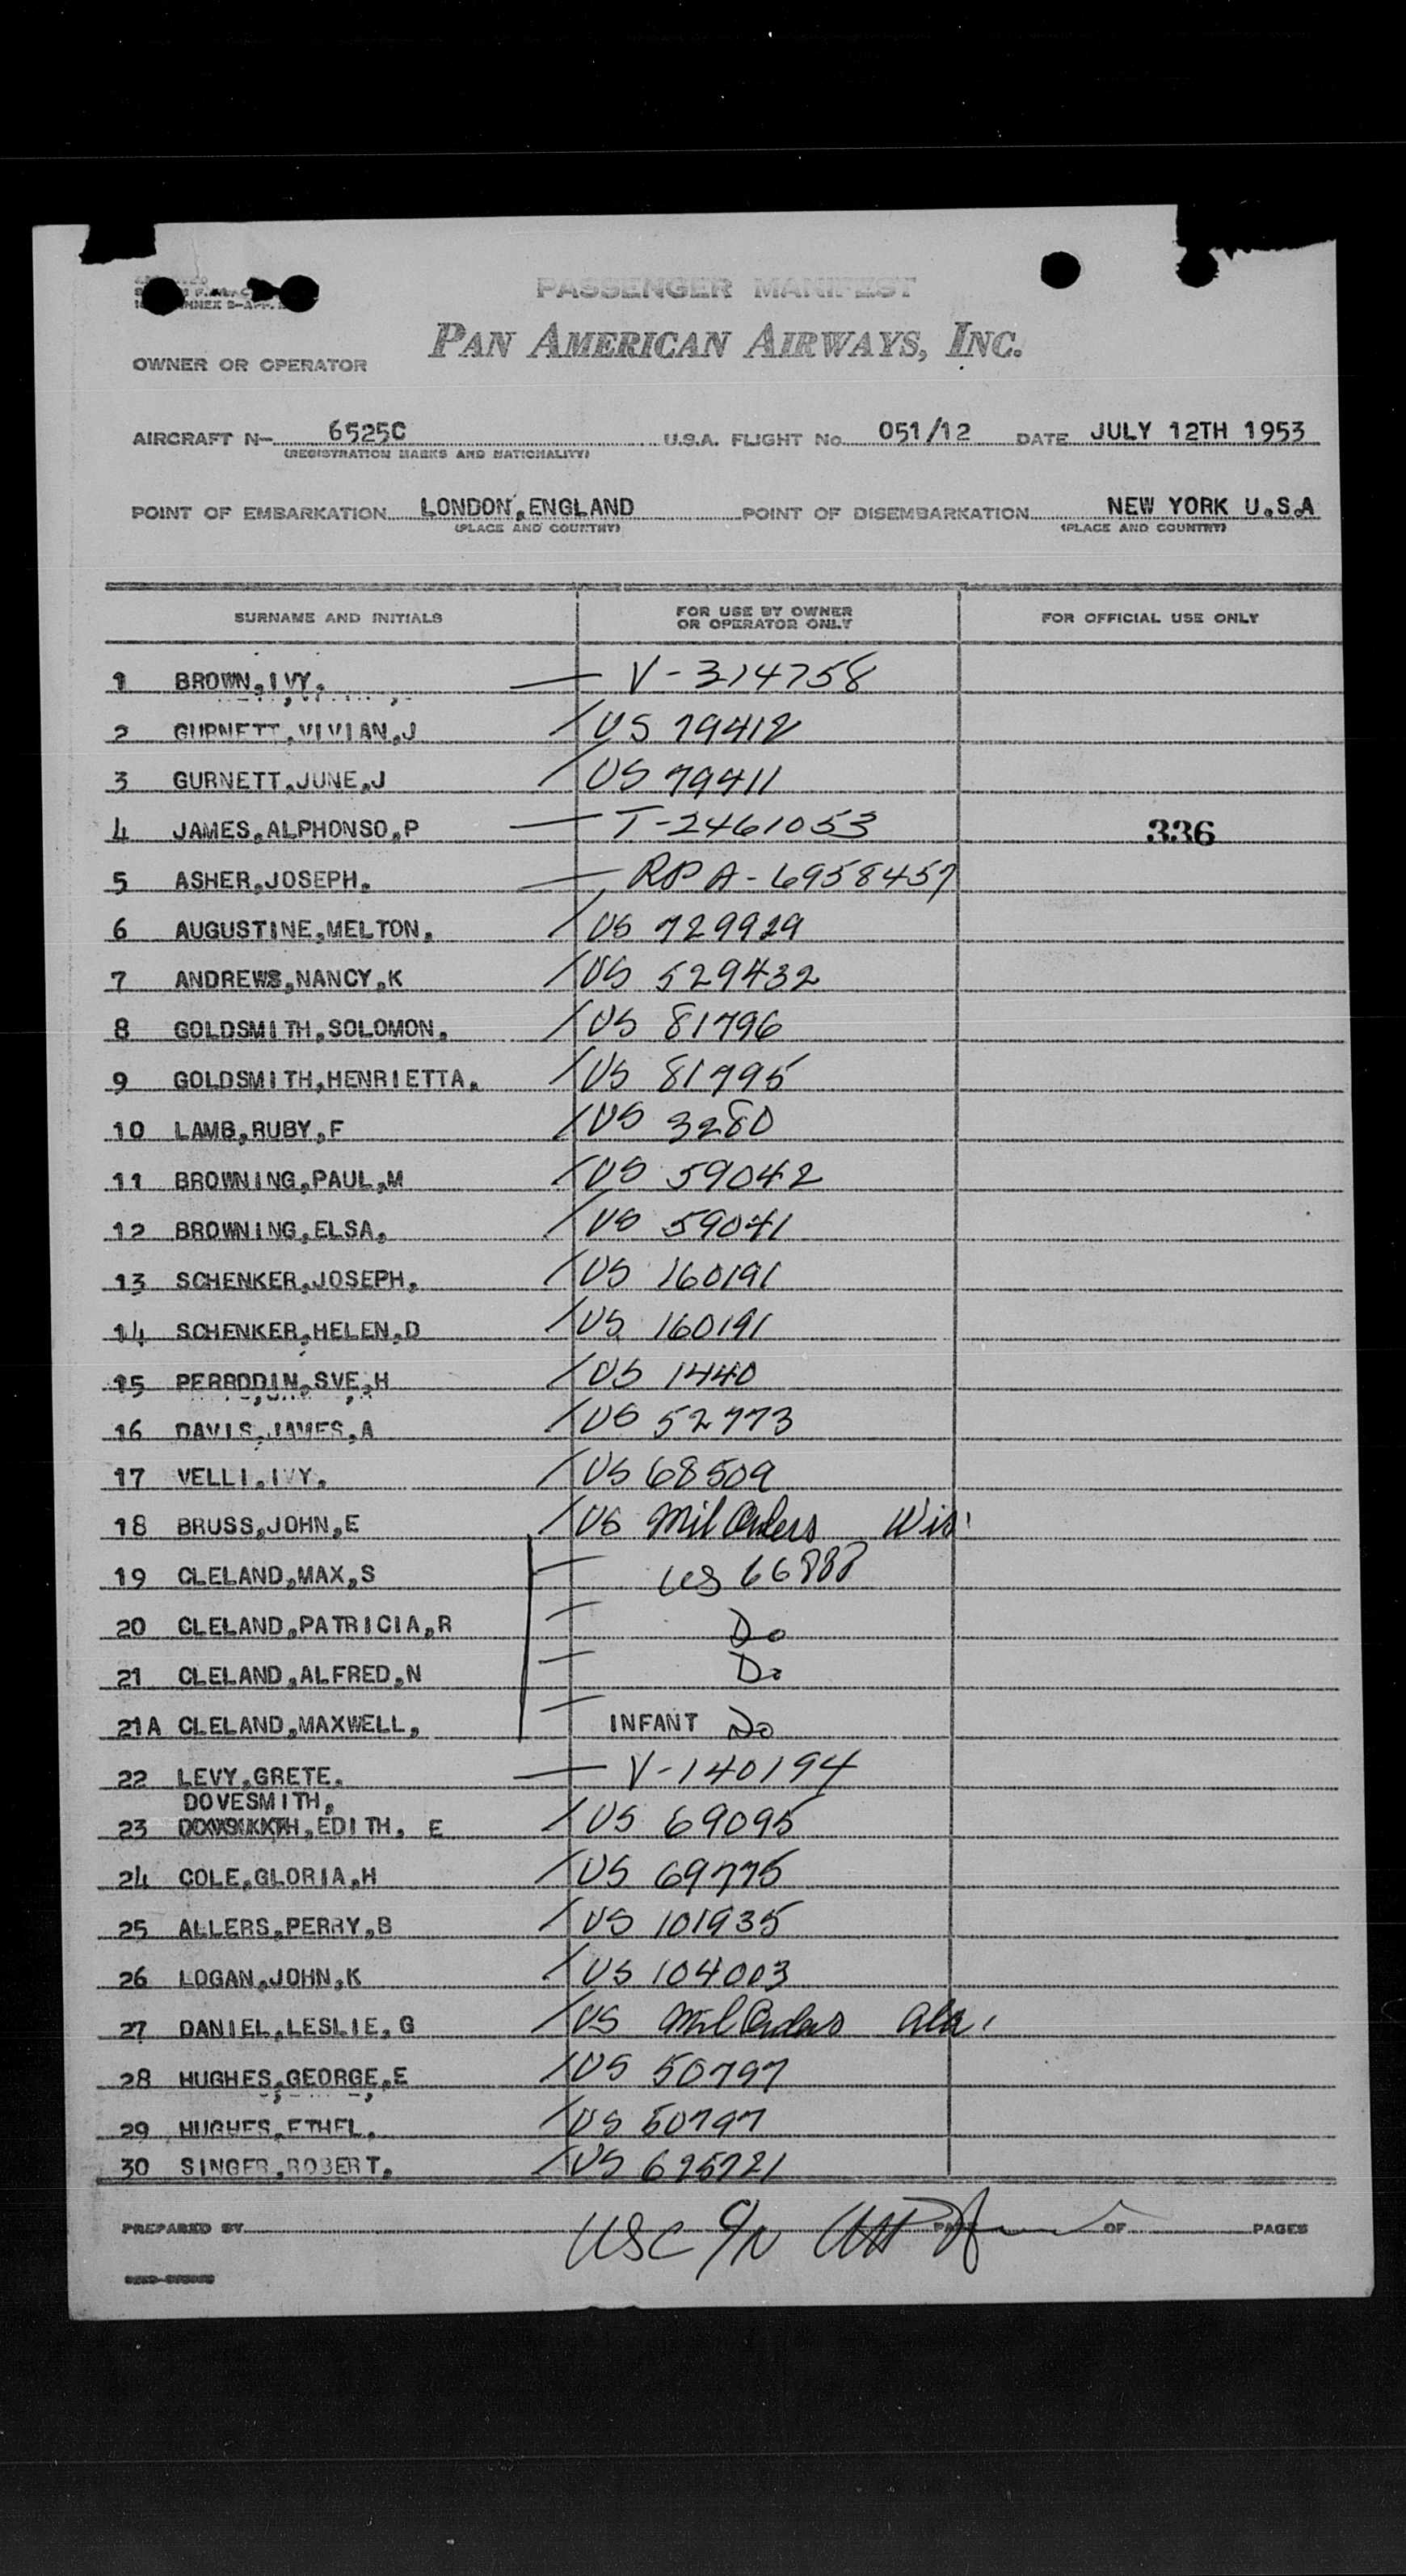 PASSENGER MANIFEST
PAN AMERICAN AIRWAYS, INC.
OWNER OR OPERATOR
AIRCRAFT N- 6525C U.S.A. FLIGHT No. 051/12 DATE JULY 12TH 1953
(REGISTRATION MARKS AND NATIONALITY)
POINT OF EMBARKATION LONDON,ENGLAND POINT OF DISEMBARKATION NEW YORK U.S.A
(PLACE AND COUNTRY) (PLACE AND COUNTRY)
SURNAME AND INITIALS FOR USE BY OWNER OR OPERATOR ONLY FOR OFFICIAL USE ONLY
1 BROWN,IVY. — V-314758
2 GURNETT,VIVIAN,J / US 79412
3 GURNETT,JUNE,J / US 79411
4 JAMES,ALPHONSO,P — T-2461053 336
5 ASHER,JOSEPH. — RPA-6958457
6 AUGUSTINE,MELTON. / US 729929
7 ANDREWS,NANCY,K / US 529432
8 GOLDSMITH,SOLOMON. / US 81796
9 GOLDSMITH,HENRIETTA. / US 81795
10 LAMB,RUBY,F / US 3280
11 BROWNING,PAUL,M / US 59042
12 BROWNING,ELSA. / US 59041
13 SCHENKER,JOSEPH. / US 160191
14 SCHENKER,HELEN,D / US 160191
15 PERRODIN,SVE,H / US 1440
16 DAVIS,JAMES,A / US 52773
17 VELLI,IVY. / US 68509
18 BRUSS,JOHN,E / US Mil Orders Wis.
19 CLELAND,MAX,S — US 66888
20 CLELAND,PATRICIA,R — Do
21 CLELAND,ALFRED,N — Do
21A CLELAND,MAXWELL, — INFANT Do
22 LEVY,GRETE. — V-140194
DOVESMITH,
23 EDITH, E / US 69095
24 COLE,GLORIA,H / US 69775
25 ALLERS,PERRY,B / US 101935
26 LOGAN,JOHN,K / US 104003
27 DANIEL,LESLIE,G / US Mil Orders Ala.
28 HUGHES,GEORGE,E / US 50797
29 HUGHES,ETHEL. / US 50797
30 SINGER,ROBERT. / US 625721
PREPARED BY PAGE OF PAGES
USC